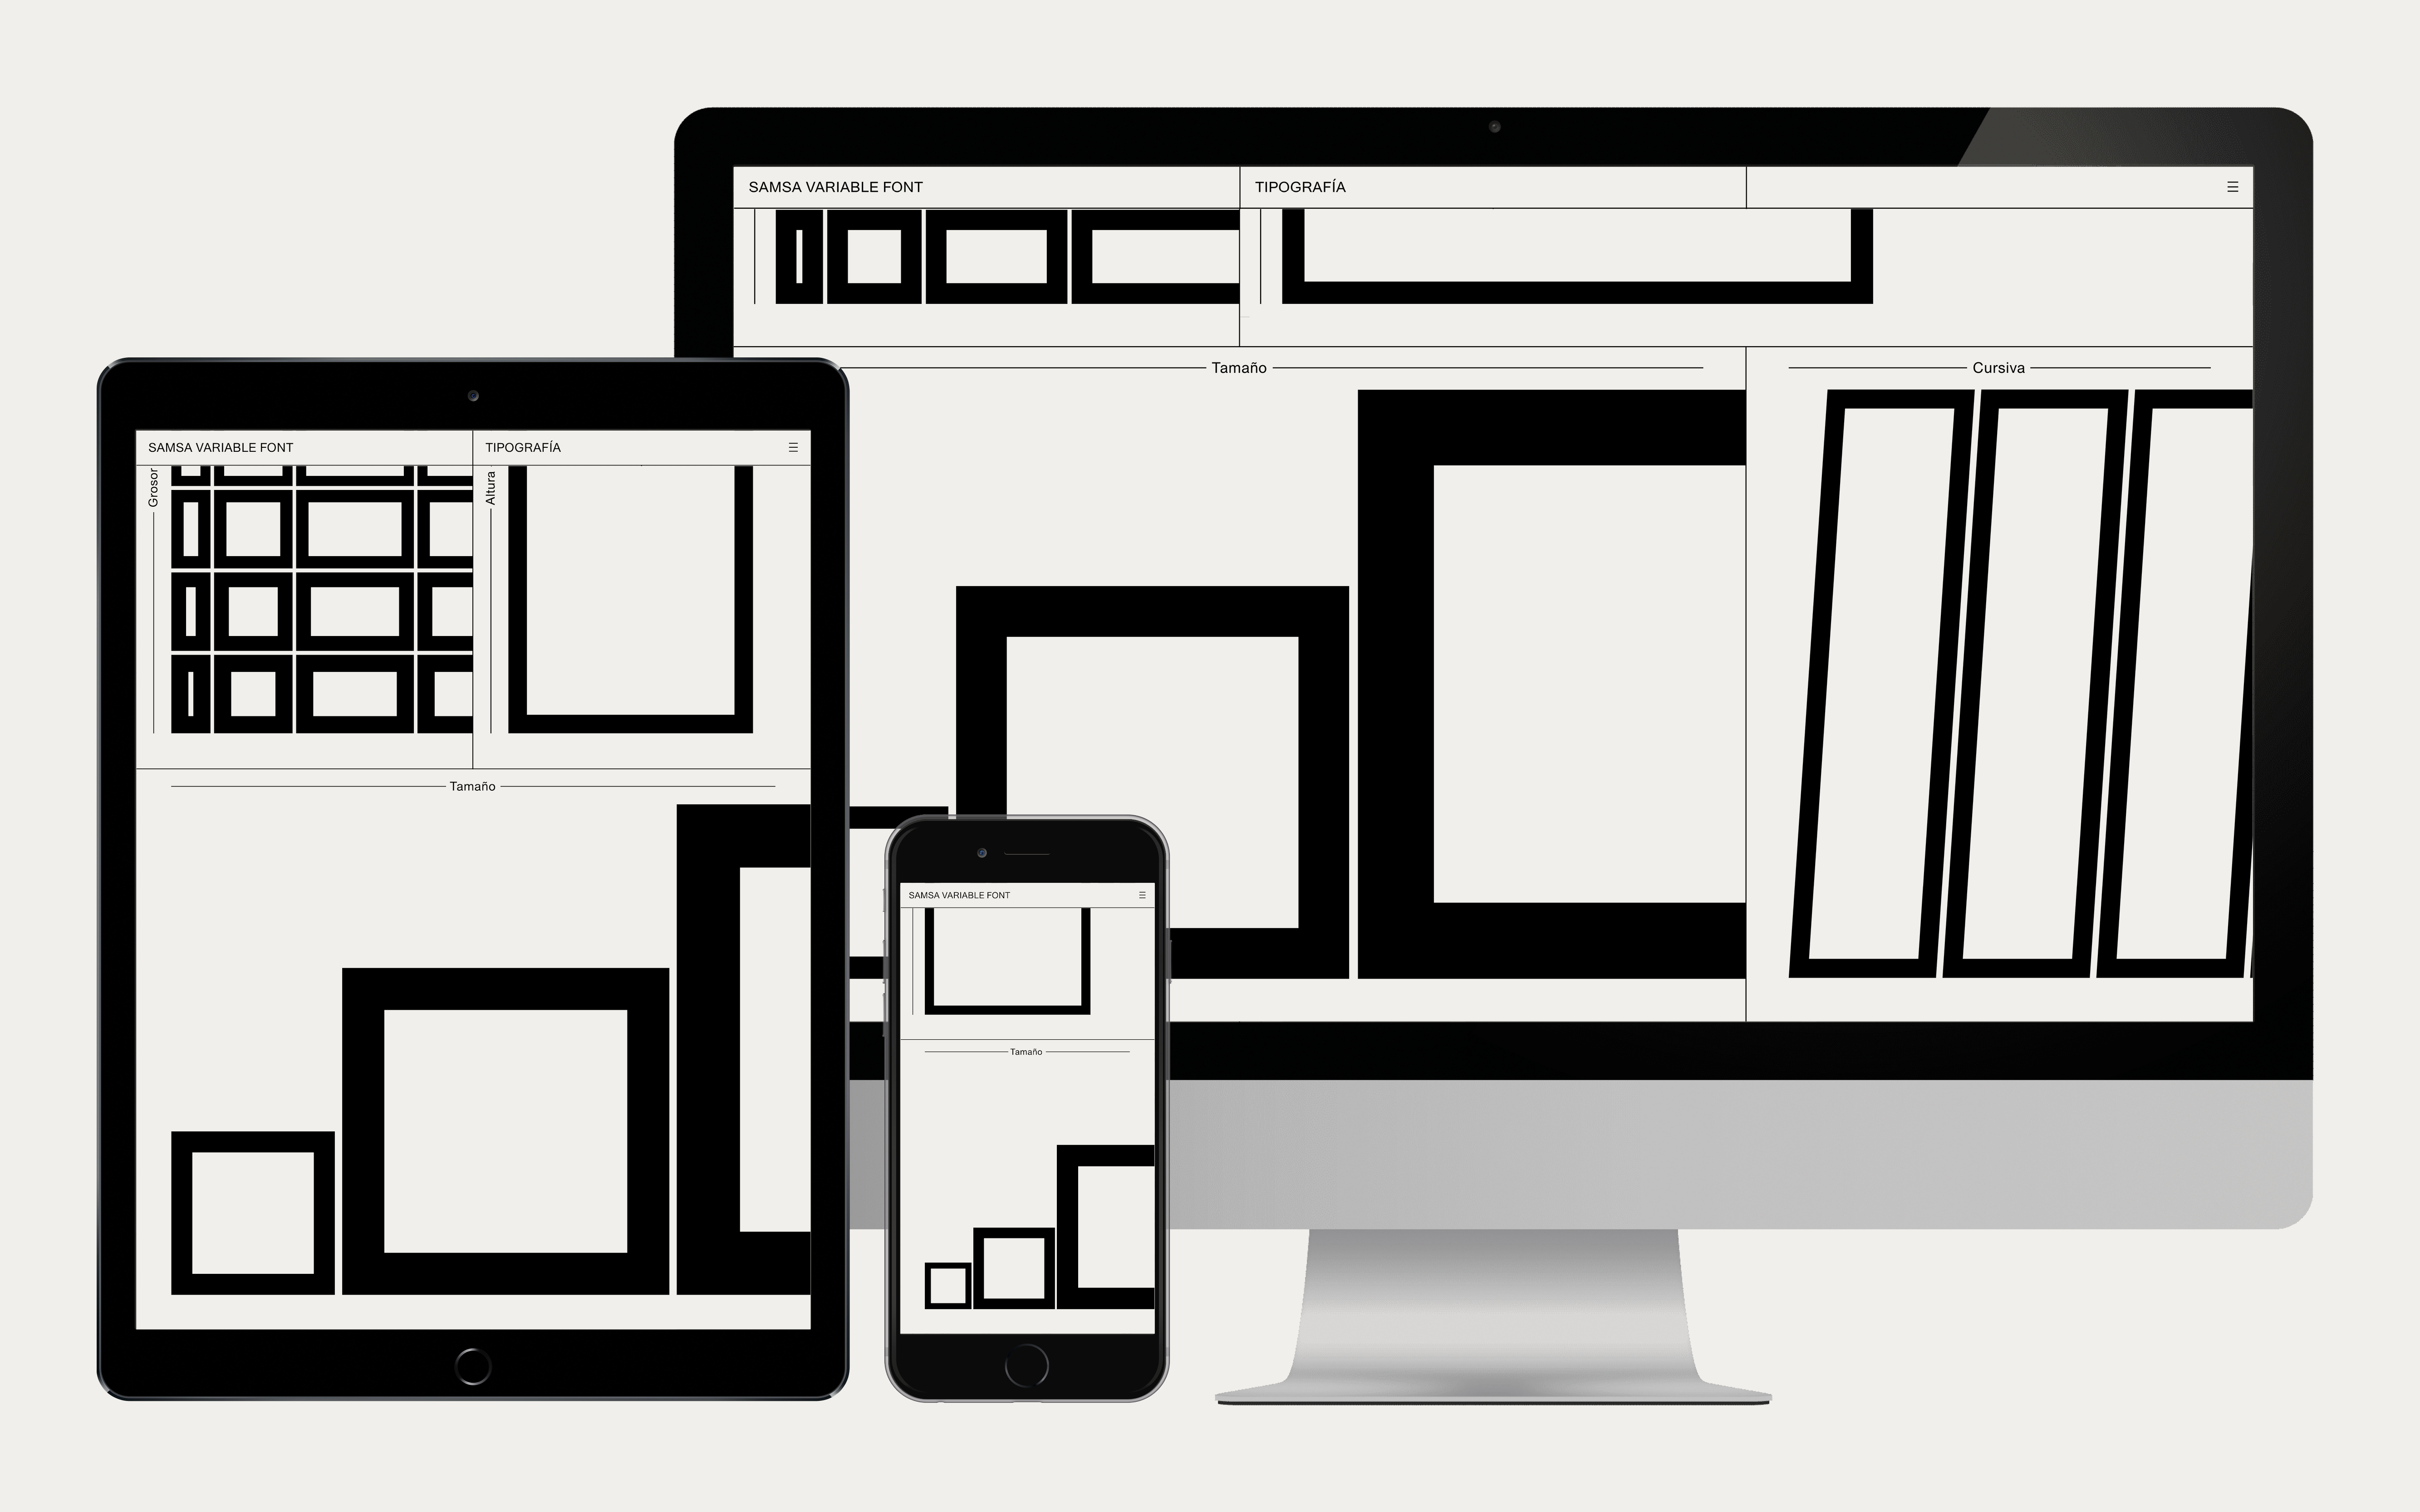 SAMSA VARIABLE FONT
TIPOGRAFÍA
Tamaño
Cursiva
SAMSA VARIABLE FONT
TIPOGRAFÍA
Grosor
Altura
Tamaño
SAMSA VARIABLE FONT
Tamaño